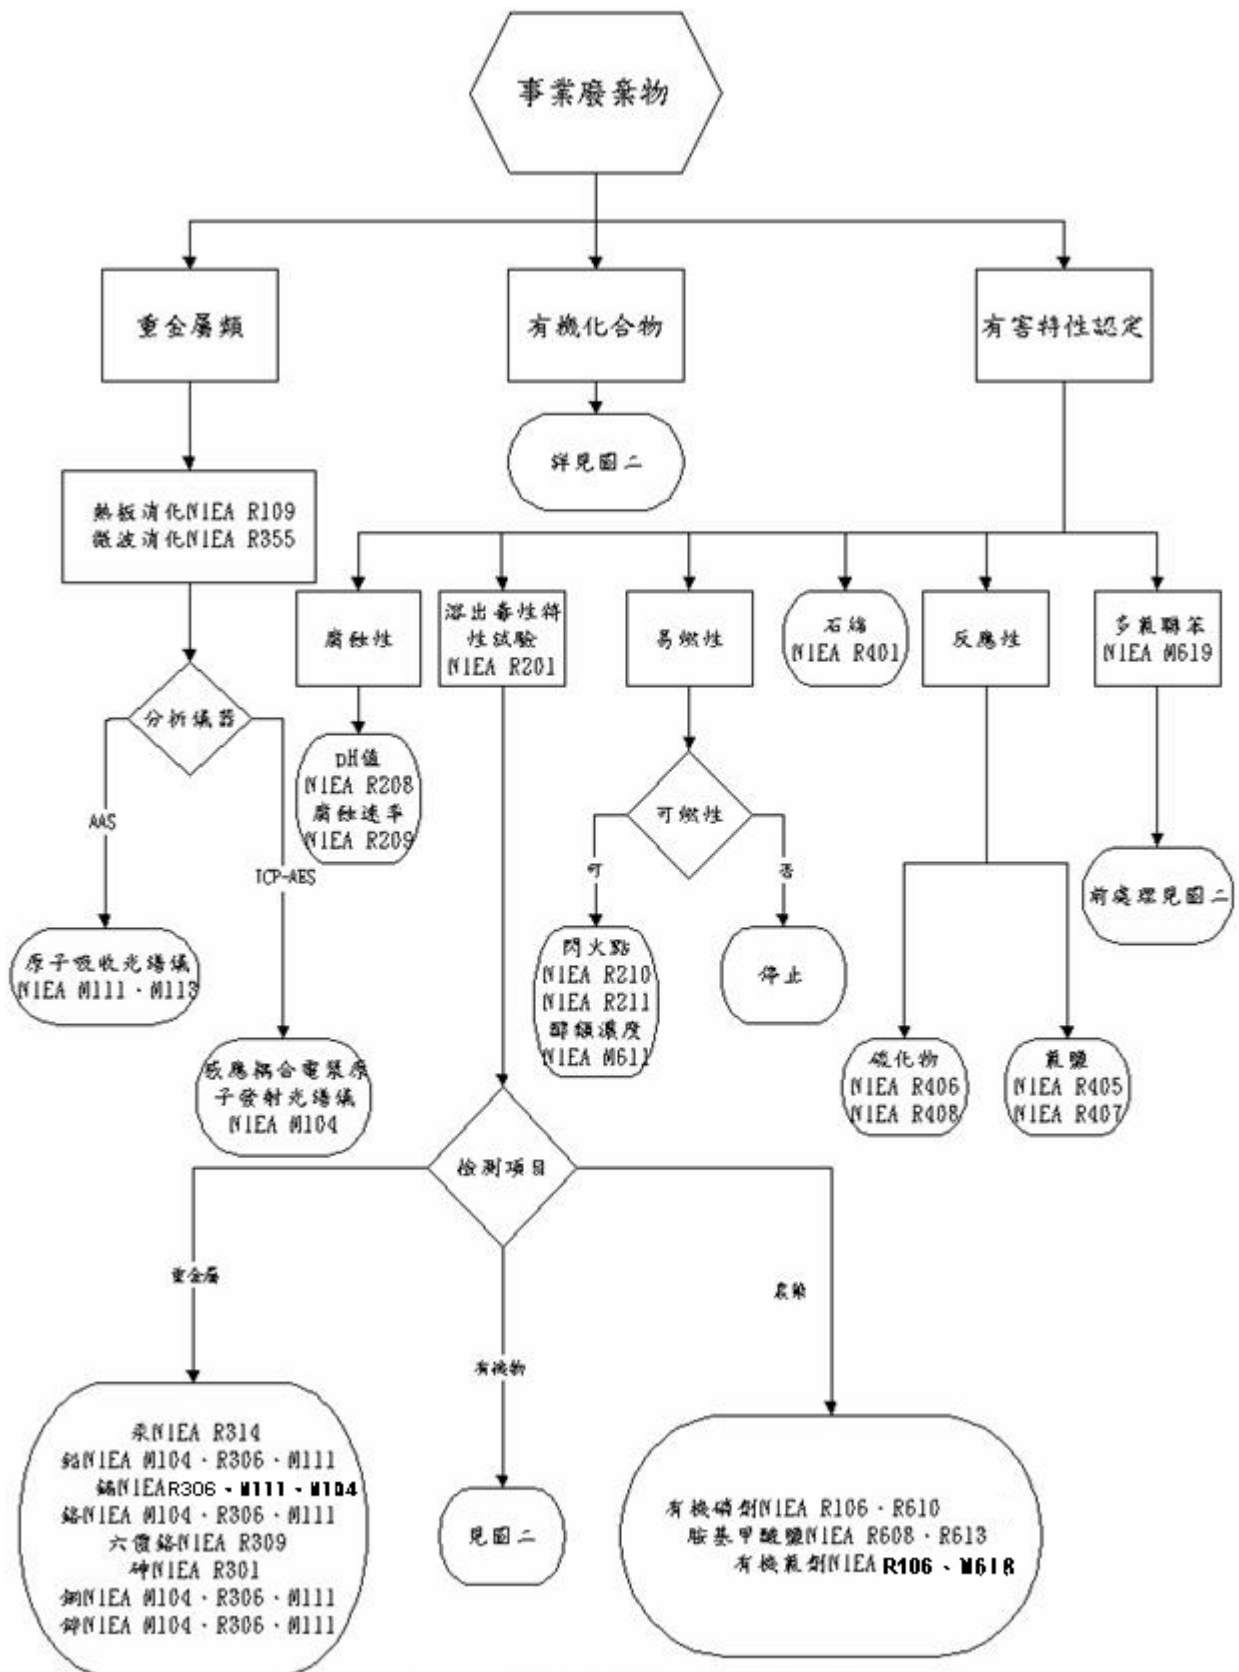 事業廢棄物
重金屬類
有機化合物
有害特性認定
詳見圖二
熱板消化NIEA R109
微波消化NIEA R355
腐蝕性
溶出毒性特
性試驗
NIEA R201
易燃性
石綿
NIEA R401
反應性
多氯聯苯
NIEA M619
分析儀器
pH值
NIEA R208
腐蝕速率
NIEA R209
可燃性
AAS
ICP-AES
可
否
前處理見圖二
原子吸收光譜儀
NIEA M111、M113
閃火點
NIEA R210
NIEA R211
醇類濃度
NIEA M611
停止
感應耦合電漿原
子發射光譜儀
NIEA M104
硫化物
NIEA R406
NIEA R408
氰鹽
NIEA R405
NIEA R407
檢測項目
重金屬
有機物
農藥
汞NIEA R314
鉛NIEA M104、R306、M111
鎘NIEA R306、M111、M104
鉻NIEA M104、R306、M111
六價鉻NIEA R309
砷NIEA R301
銅NIEA M104、R306、M111
鋅NIEA M104、R306、M111
見圖二
有機磷劑NIEA R106、R610
胺基甲酸鹽NIEA R608、R613
有機氯劑NIEA R106、M618